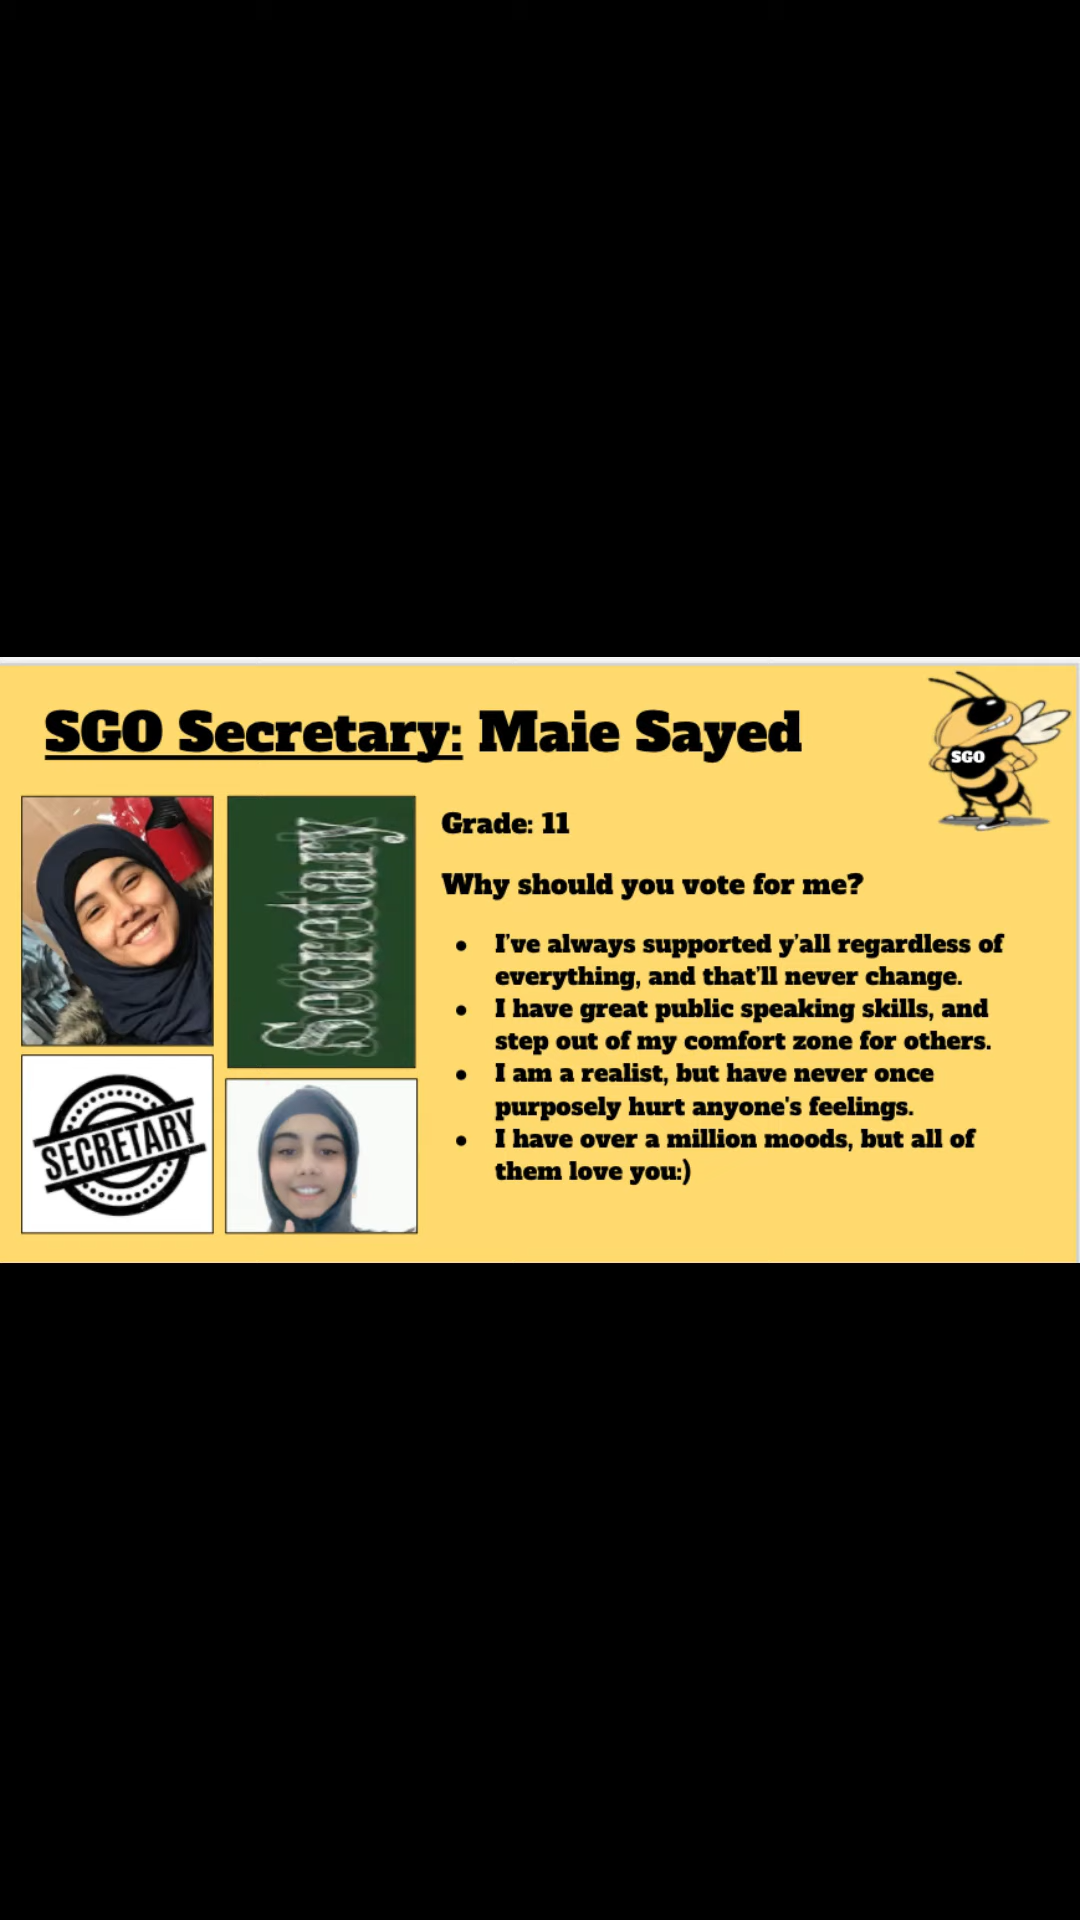 SGO Secretary: Maie Sayed
SGO
Secretary
SECRETARY
Grade: 11
Why should you vote for me?
● I've always supported y'all regardless of
everything, and that'll never change.
● I have great public speaking skills, and
step out of my comfort zone for others.
● I am a realist, but have never once
purposely hurt anyone's feelings.
● I have over a million moods, but all of
them love you:)